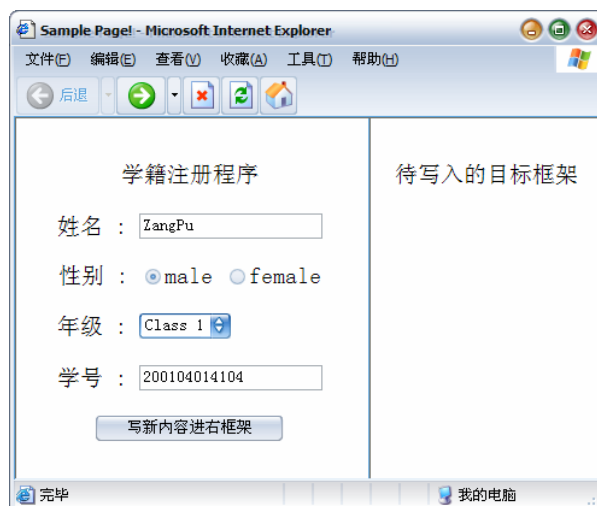 Sample Page! - Microsoft Internet Explorer
文件(F) 编辑(E) 查看(V) 收藏(A) 工具(T) 帮助(H)
后退
学籍注册程序
待写入的目标框架
姓名 : ZangPu
性别 : male female
年级 : Class 1
学号 : 200104014104
写新内容进右框架
完毕
我的电脑